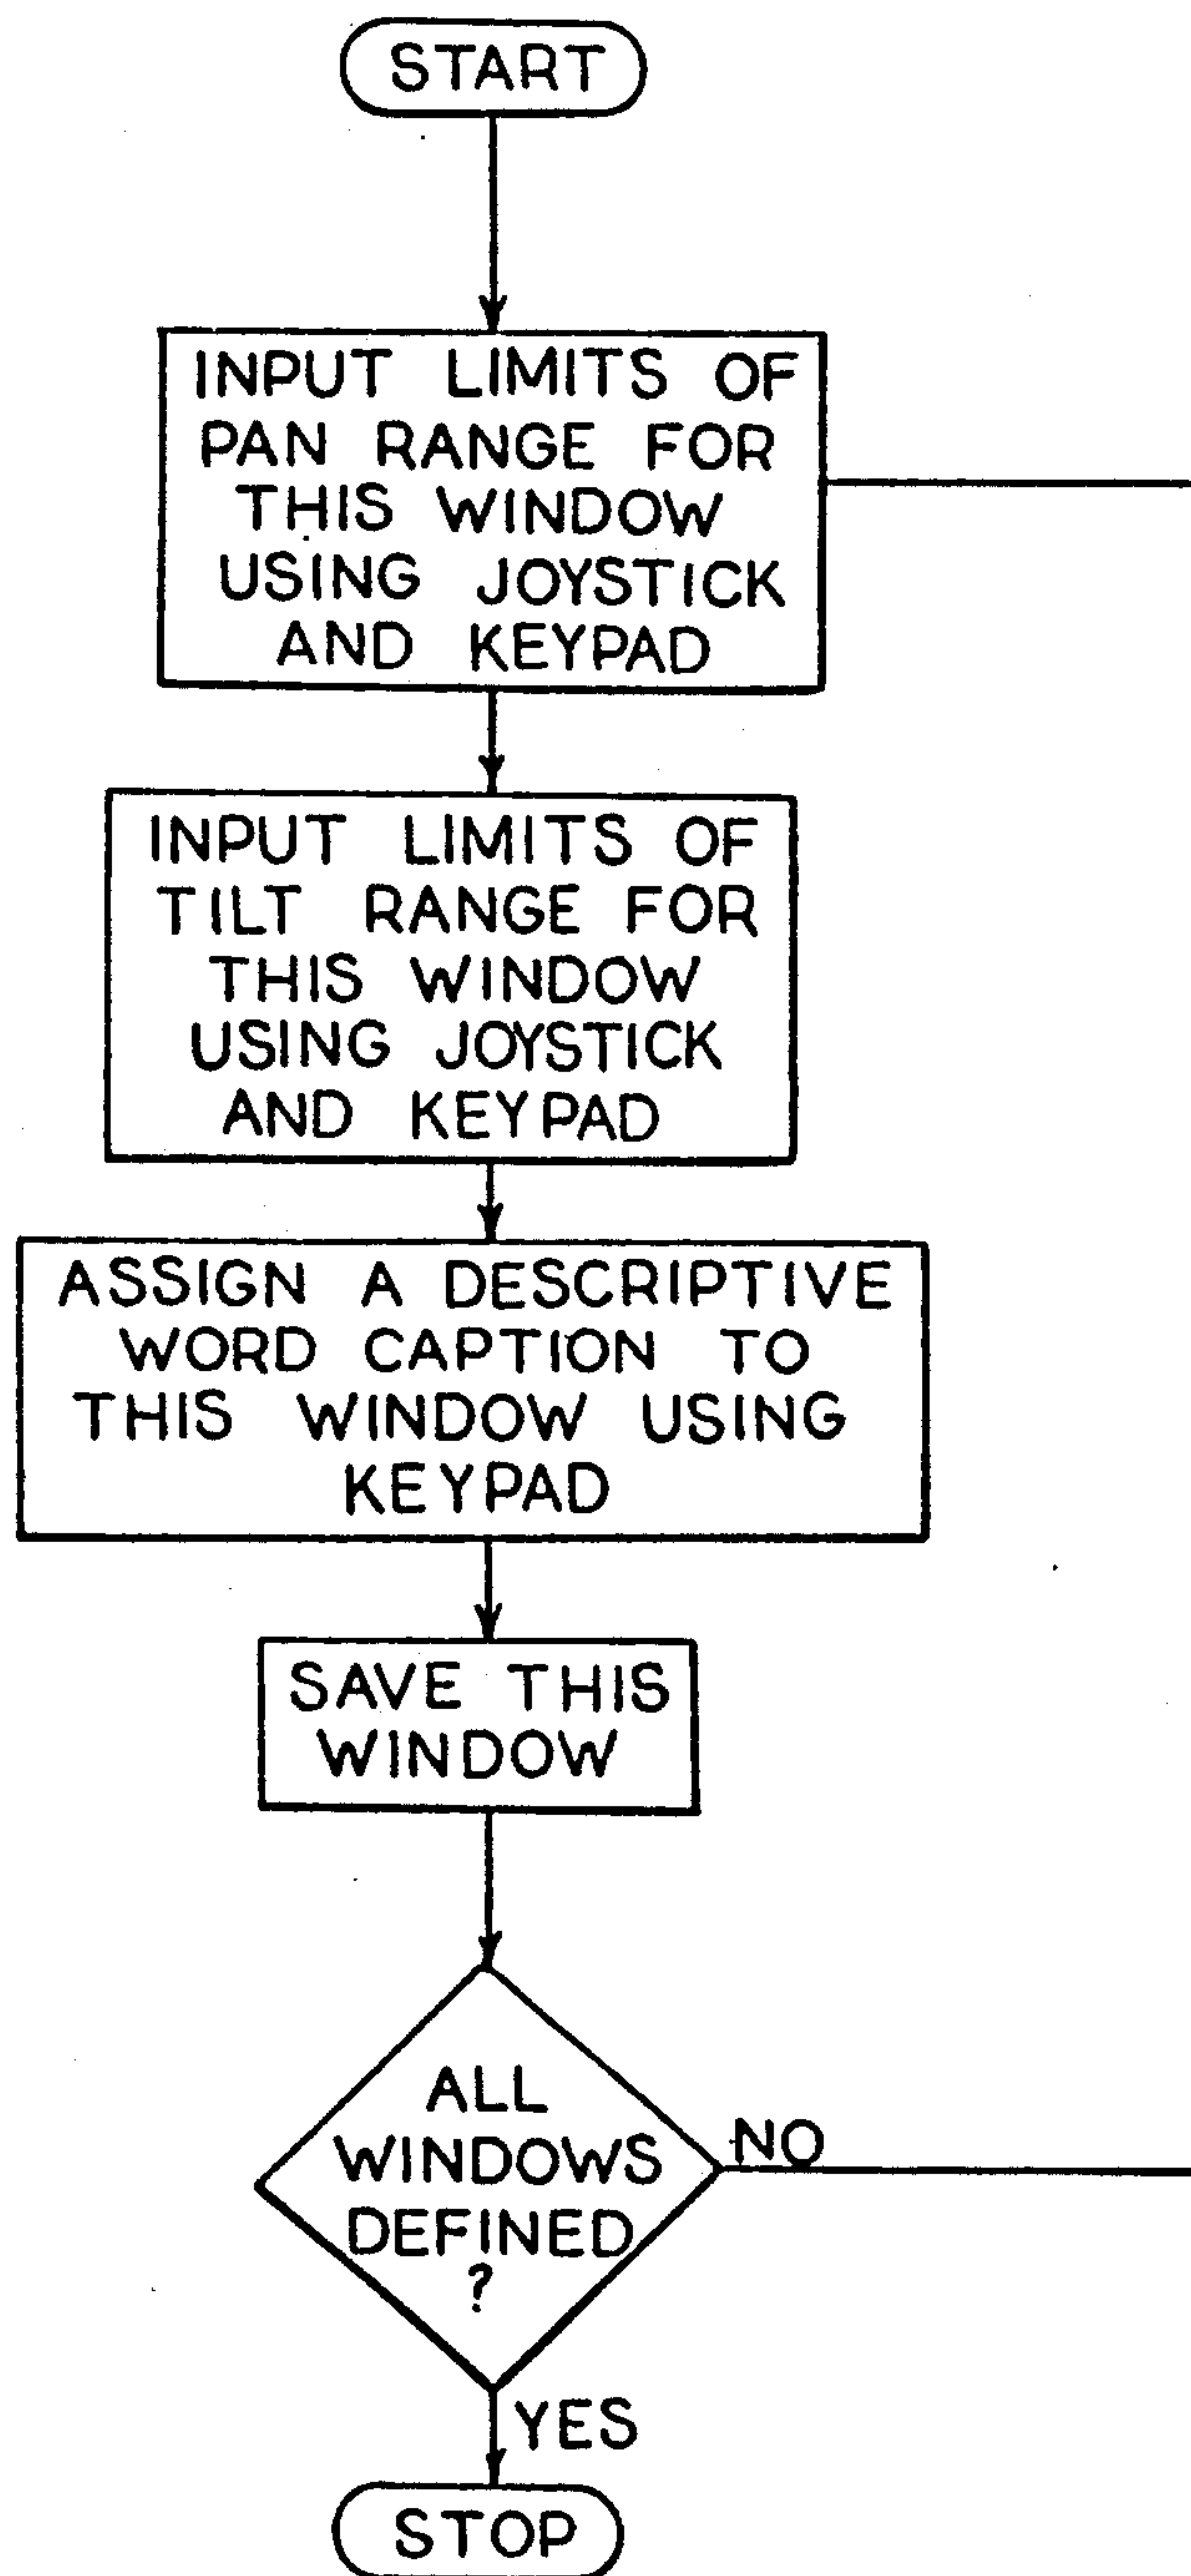 START
INPUT LIMITS OF
PAN RANGE FOR
THIS WINDOW
USING JOYSTICK
AND KEYPAD
INPUT LIMITS OF
TILT RANGE FOR
THIS WINDOW
USING JOYSTICK
AND KEYPAD
ASSIGN A DESCRIPTIVE
WORD CAPTION TO
THIS WINDOW USING
KEYPAD
SAVE THIS
WINDOW
ALL
WINDOWS
DEFINED
?
NO
YES
STOP